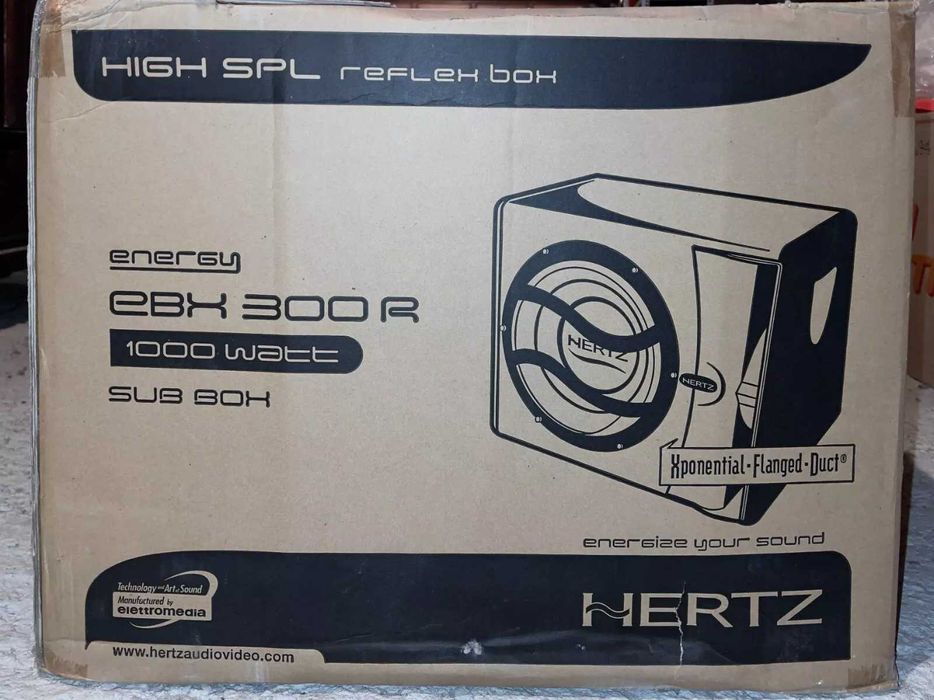 HIGH SPL reflex box
energy
eBX 300 R
1000 watt
SUB BOX
HERTZ
HERTZ
Xponential-Flanged-Duct®
energize your sound
Technology and Art of Sound
Manufactured by
elettromedia
HERTZ
www.hertzaudiovideo.com